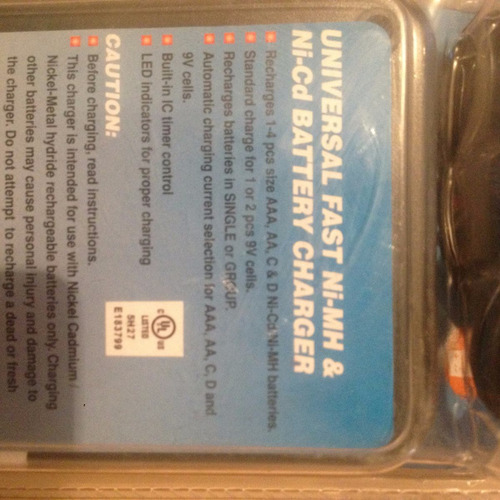 UNIVERSAL FAST Ni-MH &
Ni-Cd BATTERY CHARGER
Recharges 1-4 pcs size AAA, AA, C & D Ni-Cd/Ni-MH batteries.
Standard charge for 1 or 2 pcs 9V cells.
Recharges batteries in SINGLE or GROUP.
Automatic charging current selection for AAA, AA, C, D and
9V cells.
Built-in IC timer control
LED indicators for proper charging
CAUTION:
Before charging, read instructions.
This charger is intended for use with Nickel Cadmium /
Nickel-Metal hydride rechargeable batteries only. Charging
other batteries may cause personal injury and damage to
the charger. Do not attempt to recharge a dead or fresh
C UL US
LISTED
5H27
E183799